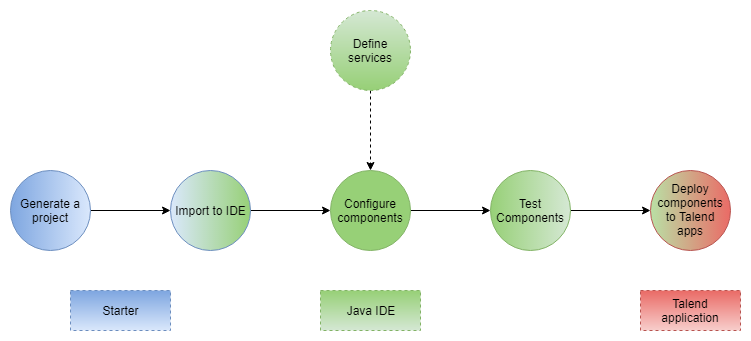 Define
services
Generate a
project
Import to IDE
Configure
components
Test
Components
Deploy
components
to Talend
apps
Starter
Java IDE
Talend
application